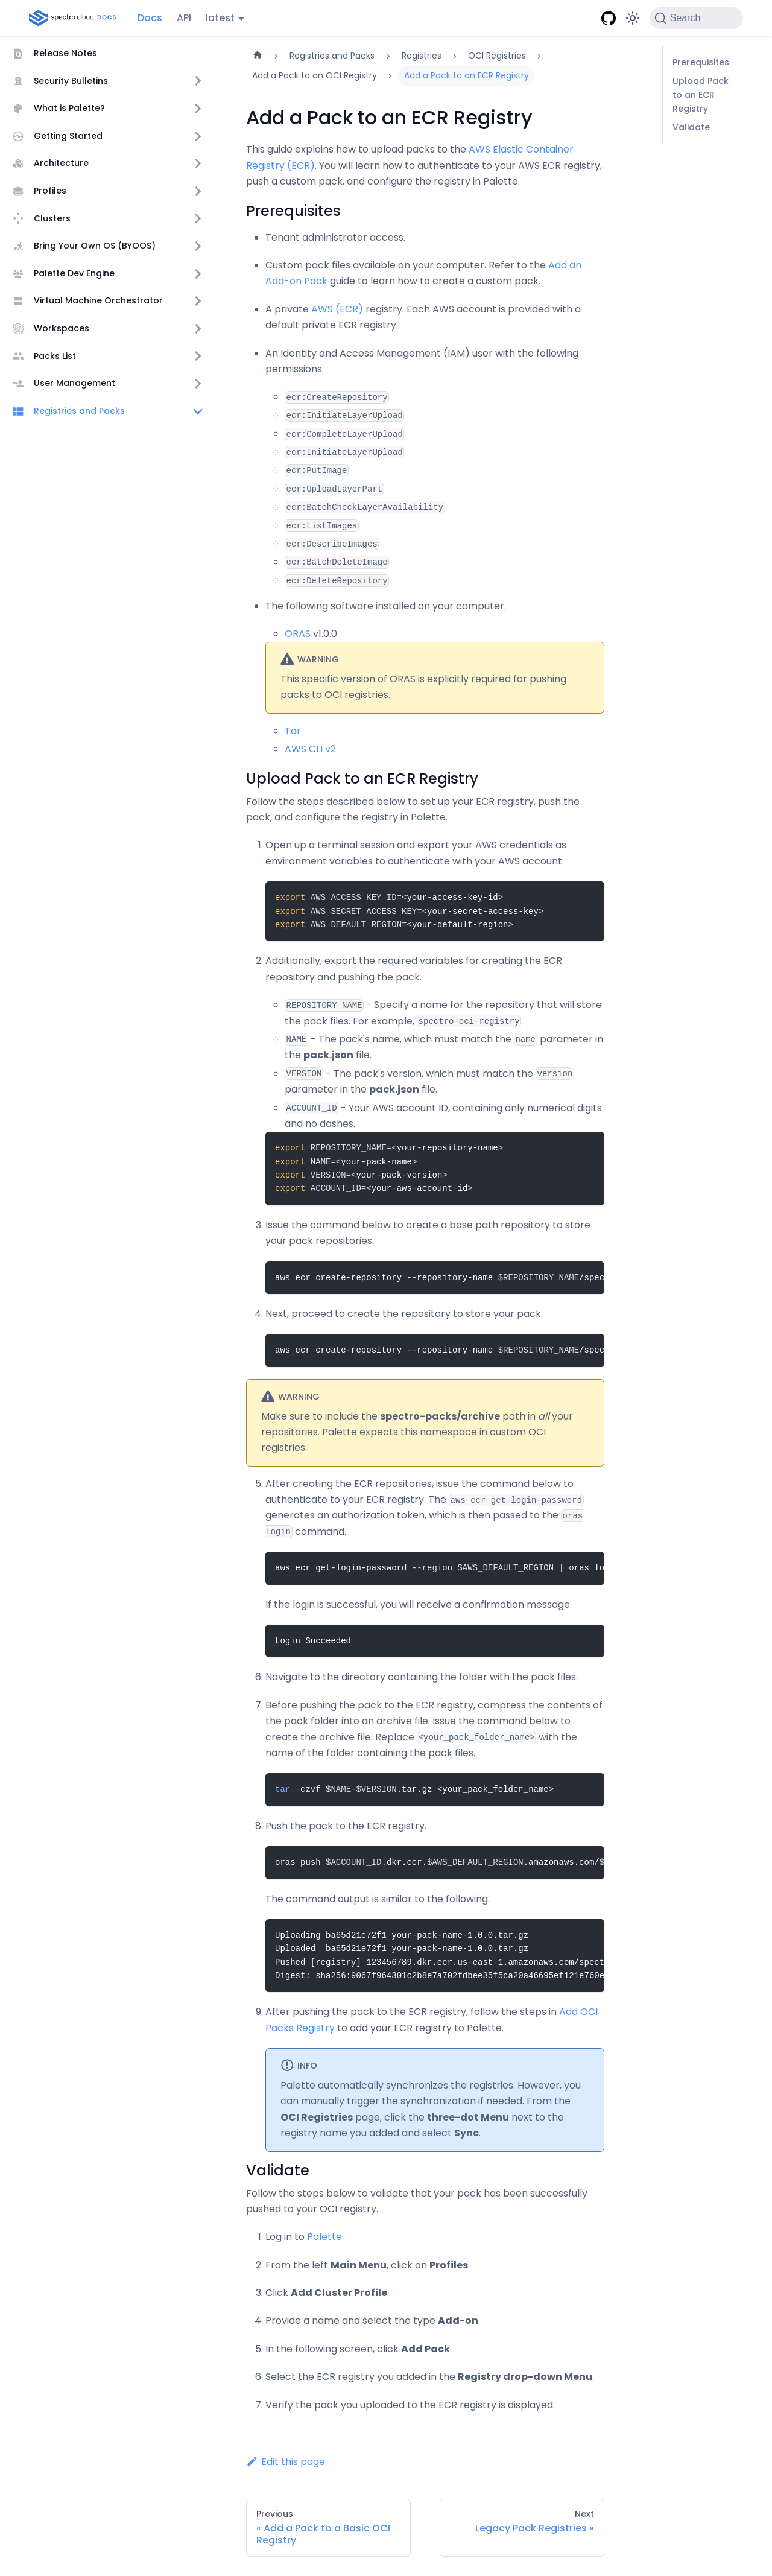 spectro cloud DOCS
Docs
API
latest
Search
Release Notes
Security Bulletins
What is Palette?
Getting Started
Architecture
Profiles
Clusters
Bring Your Own OS (BYOOS)
Palette Dev Engine
Virtual Machine Orchestrator
Workspaces
Packs List
User Management
Registries and Packs
Registries and Packs
Registries
OCI Registries
Add a Pack to an OCI Registry
Add a Pack to an ECR Registry
Prerequisites
Upload Pack
to an ECR
Registry
Validate
Add a Pack to an ECR Registry
This guide explains how to upload packs to the AWS Elastic Container
Registry (ECR). You will learn how to authenticate to your AWS ECR registry,
push a custom pack, and configure the registry in Palette.
Prerequisites
Tenant administrator access.
Custom pack files available on your computer. Refer to the Add an
Add-on Pack guide to learn how to create a custom pack.
A private AWS (ECR) registry. Each AWS account is provided with a
default private ECR registry.
An Identity and Access Management (IAM) user with the following
permissions.
ecr:CreateRepository
ecr:InitiateLayerUpload
ecr:CompleteLayerUpload
ecr:InitiateLayerUpload
ecr:PutImage
ecr:UploadLayerPart
ecr:BatchCheckLayerAvailability
ecr:ListImages
ecr:DescribeImages
ecr:BatchDeleteImage
ecr:DeleteRepository
The following software installed on your computer.
ORAS v1.0.0
WARNING
This specific version of ORAS is explicitly required for pushing
packs to OCI registries.
Tar
AWS CLI v2
Upload Pack to an ECR Registry
Follow the steps described below to set up your ECR registry, push the
pack, and configure the registry in Palette.
1. Open up a terminal session and export your AWS credentials as
environment variables to authenticate with your AWS account.
export AWS_ACCESS_KEY_ID=<your-access-key-id>
export AWS_SECRET_ACCESS_KEY=<your-secret-access-key>
export AWS_DEFAULT_REGION=<your-default-region>
2. Additionally, export the required variables for creating the ECR
repository and pushing the pack.
REPOSITORY_NAME - Specify a name for the repository that will store
the pack files. For example, spectro-oci-registry.
NAME - The pack's name, which must match the name parameter in
the pack.json file.
VERSION - The pack's version, which must match the version
parameter in the pack.json file.
ACCOUNT_ID - Your AWS account ID, containing only numerical digits
and no dashes.
export REPOSITORY_NAME=<your-repository-name>
export NAME=<your-pack-name>
export VERSION=<your-pack-version>
export ACCOUNT_ID=<your-aws-account-id>
3. Issue the command below to create a base path repository to store
your pack repositories.
aws ecr create-repository --repository-name $REPOSITORY_NAME/spec
4. Next, proceed to create the repository to store your pack.
aws ecr create-repository --repository-name $REPOSITORY_NAME/spec
WARNING
Make sure to include the spectro-packs/archive path in all your
repositories. Palette expects this namespace in custom OCI
registries.
5. After creating the ECR repositories, issue the command below to
authenticate to your ECR registry. The aws ecr get-login-password
generates an authorization token, which is then passed to the oras
login command.
aws ecr get-login-password --region $AWS_DEFAULT_REGION | oras lo
If the login is successful, you will receive a confirmation message.
Login Succeeded
6. Navigate to the directory containing the folder with the pack files.
7. Before pushing the pack to the ECR registry, compress the contents of
the pack folder into an archive file. Issue the command below to
create the archive file. Replace <your_pack_folder_name> with the
name of the folder containing the pack files.
tar -czvf $NAME-$VERSION.tar.gz <your_pack_folder_name>
8. Push the pack to the ECR registry.
oras push $ACCOUNT_ID.dkr.ecr.$AWS_DEFAULT_REGION.amazonaws.com/$
The command output is similar to the following.
Uploading ba65d21e72f1 your-pack-name-1.0.0.tar.gz
Uploaded  ba65d21e72f1 your-pack-name-1.0.0.tar.gz
Pushed [registry] 123456789.dkr.ecr.us-east-1.amazonaws.com/spect
Digest: sha256:9067f964301c2b8e7a702fdbee35f5ca20a46695ef121e760e
9. After pushing the pack to the ECR registry, follow the steps in Add OCI
Packs Registry to add your ECR registry to Palette.
INFO
Palette automatically synchronizes the registries. However, you
can manually trigger the synchronization if needed. From the
OCI Registries page, click the three-dot Menu next to the
registry name you added and select Sync.
Validate
Follow the steps below to validate that your pack has been successfully
pushed to your OCI registry.
1. Log in to Palette.
2. From the left Main Menu, click on Profiles.
3. Click Add Cluster Profile.
4. Provide a name and select the type Add-on.
5. In the following screen, click Add Pack.
6. Select the ECR registry you added in the Registry drop-down Menu.
7. Verify the pack you uploaded to the ECR registry is displayed.
Edit this page
Previous
« Add a Pack to a Basic OCI
Registry
Next
Legacy Pack Registries »